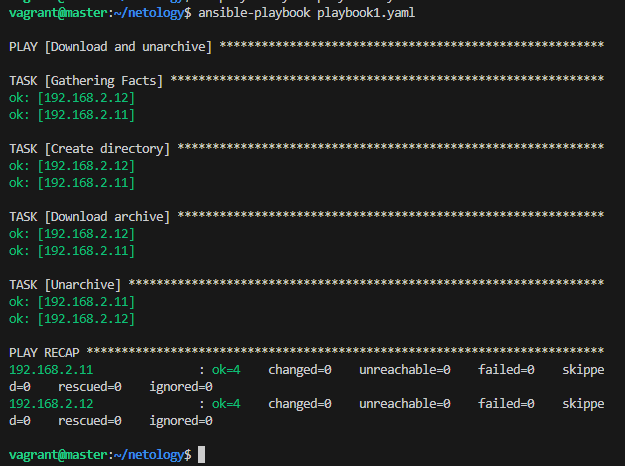 vagrant@master:~/netology$ ansible-playbook playbook1.yaml
PLAY [Download and unarchive] *******************************************************
TASK [Gathering Facts] **************************************************************
ok: [192.168.2.12]
ok: [192.168.2.11]
TASK [Create directory] *************************************************************
ok: [192.168.2.12]
ok: [192.168.2.11]
TASK [Download archive] ************************************************************
ok: [192.168.2.12]
ok: [192.168.2.11]
TASK [Unarchive] *******************************************************************
ok: [192.168.2.11]
ok: [192.168.2.12]
PLAY RECAP *************************************************************************
192.168.2.11               : ok=4    changed=0    unreachable=0    failed=0    skippe
d=0    rescued=0    ignored=0
192.168.2.12               : ok=4    changed=0    unreachable=0    failed=0    skippe
d=0    rescued=0    ignored=0
vagrant@master:~/netology$